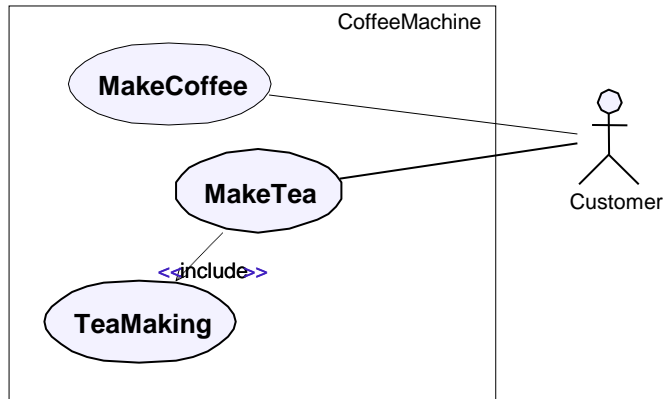 CoffeeMachine
MakeCoffee
MakeTea
Customer
<<include>>
TeaMaking